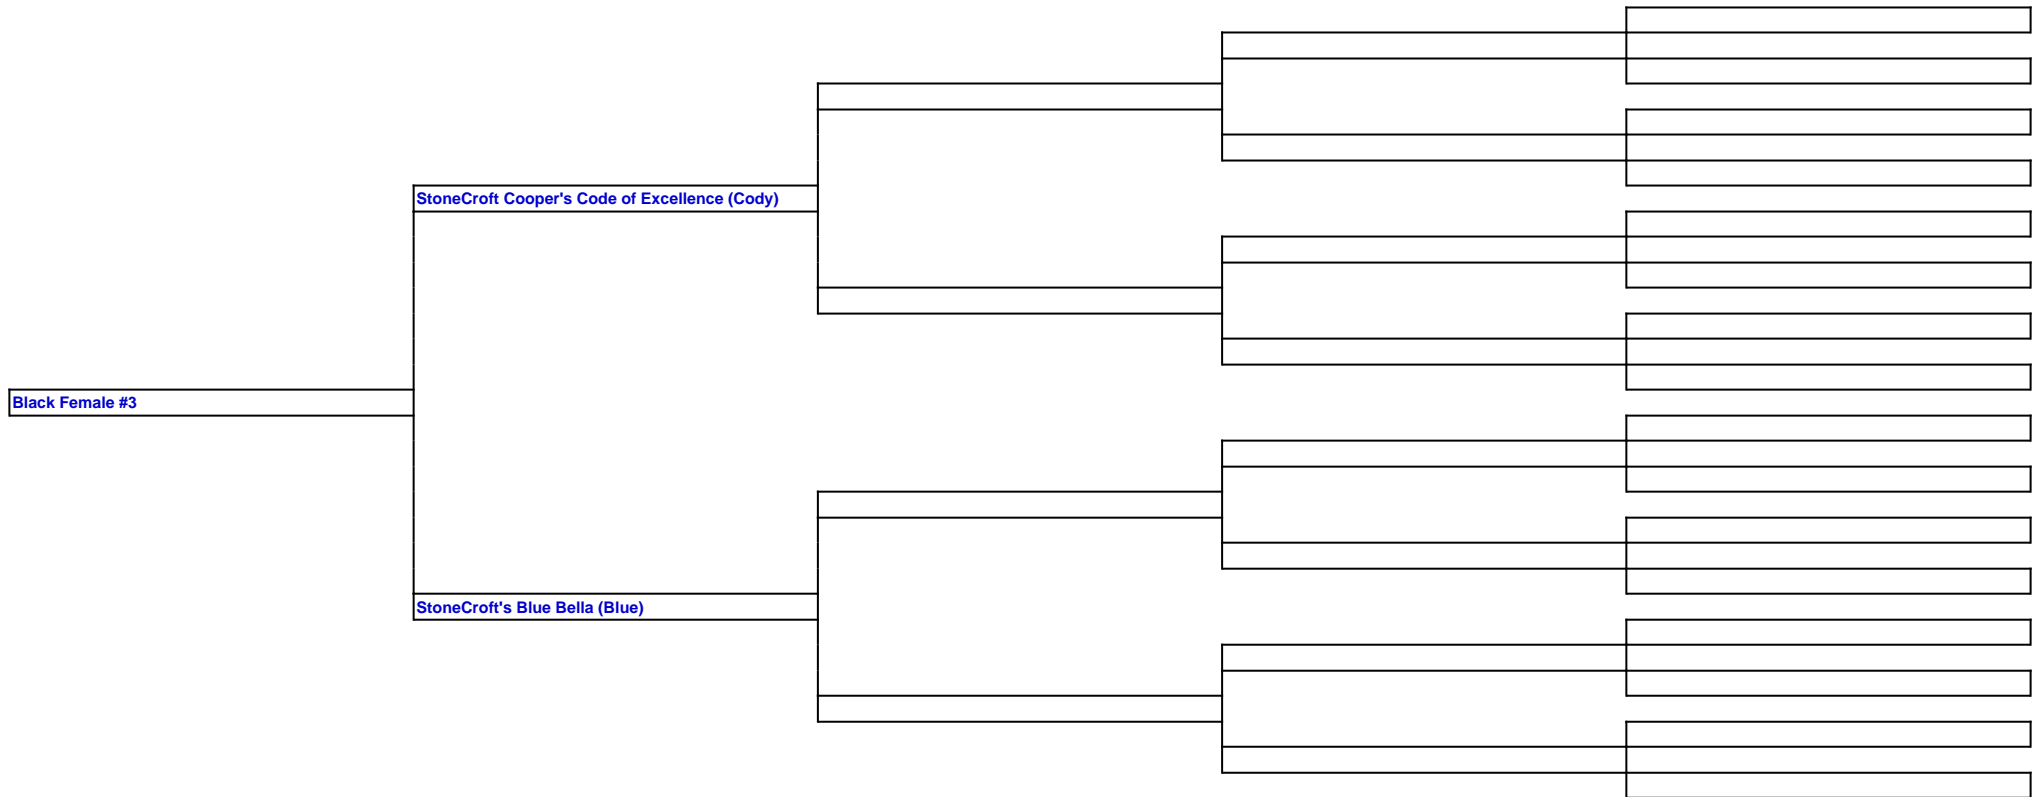 StoneCroft Cooper's Code of Excellence (Cody)
Black Female #3
StoneCroft's Blue Bella (Blue)